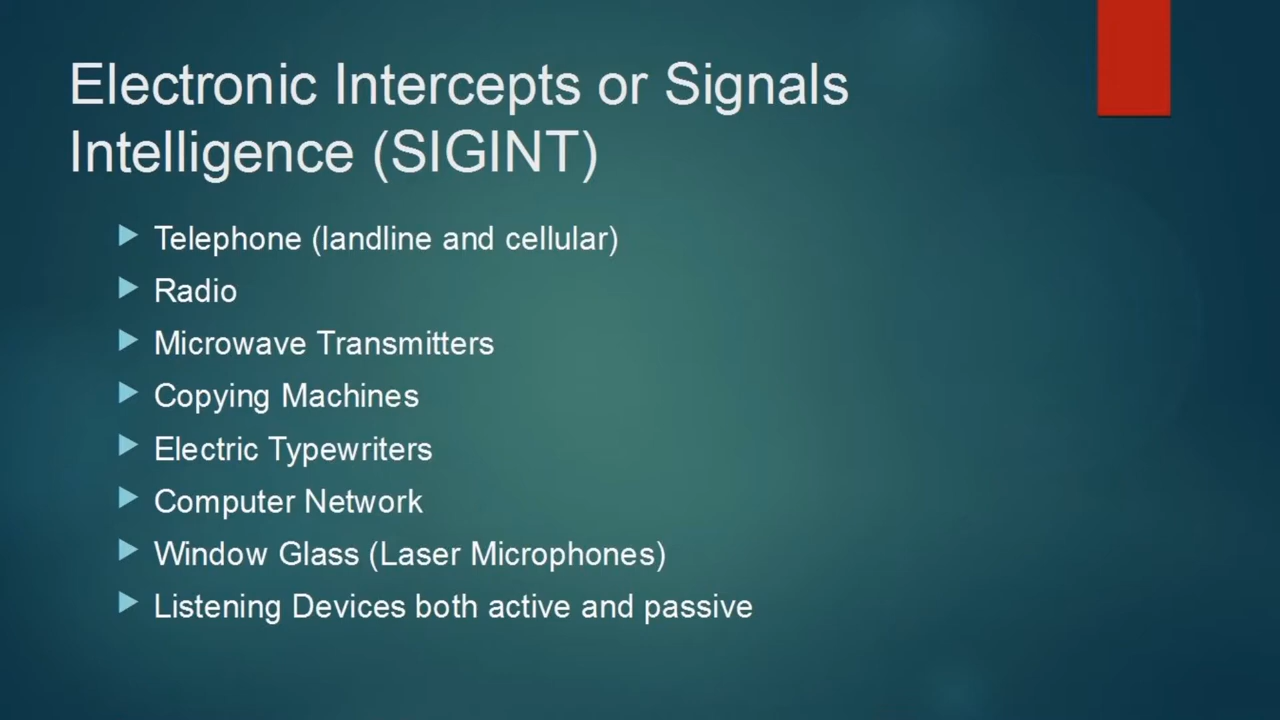 Electronic Intercepts or Signals
Intelligence (SIGINT)
Telephone (landline and cellular)
Radio
Microwave Transmitters
Copying Machines
Electric Typewriters
Computer Network
Window Glass (Laser Microphones)
Listening Devices both active and passive